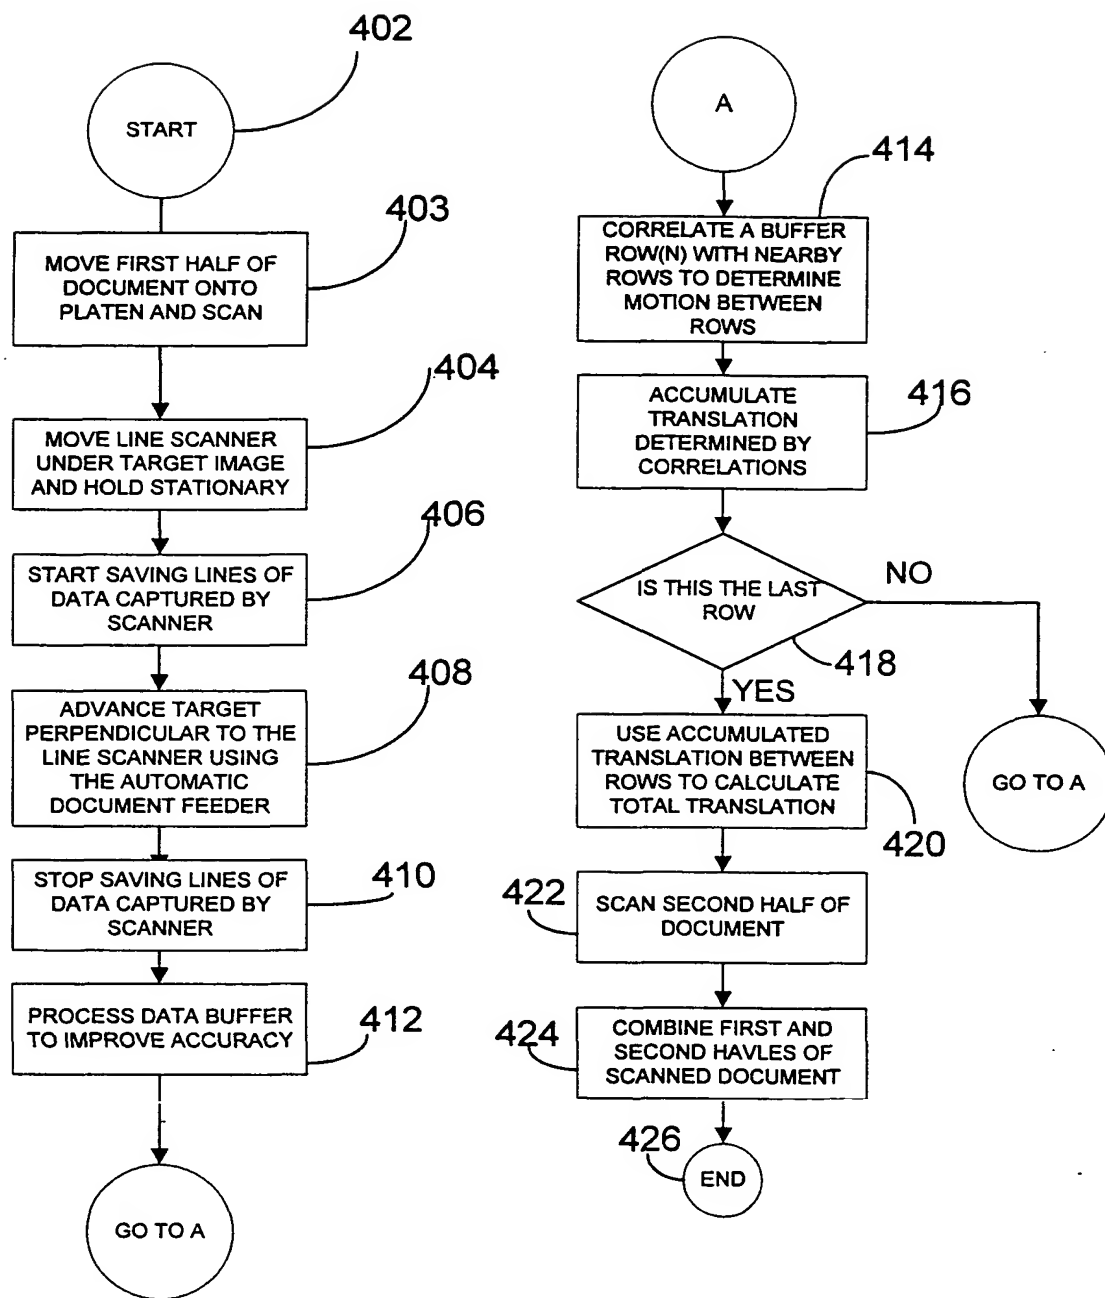 402
START
403
MOVE FIRST HALF OF
DOCUMENT ONTO
PLATEN AND SCAN
404
MOVE LINE SCANNER
UNDER TARGET IMAGE
AND HOLD STATIONARY
406
START SAVING LINES OF
DATA CAPTURED BY
SCANNER
408
ADVANCE TARGET
PERPENDICULAR TO THE
LINE SCANNER USING
THE AUTOMATIC
DOCUMENT FEEDER
410
STOP SAVING LINES OF
DATA CAPTURED BY
SCANNER
412
PROCESS DATA BUFFER
TO IMPROVE ACCURACY
GO TO A
A
414
CORRELATE A BUFFER
ROW(N) WITH NEARBY
ROWS TO DETERMINE
MOTION BETWEEN
ROWS
416
ACCUMULATE
TRANSLATION
DETERMINED BY
CORRELATIONS
IS THIS THE LAST
ROW
NO
418
YES
GO TO A
USE ACCUMULATED
TRANSLATION BETWEEN
ROWS TO CALCULATE
TOTAL TRANSLATION
420
422
SCAN SECOND HALF OF
DOCUMENT
424
COMBINE FIRST AND
SECOND HAVLES OF
SCANNED DOCUMENT
426
END